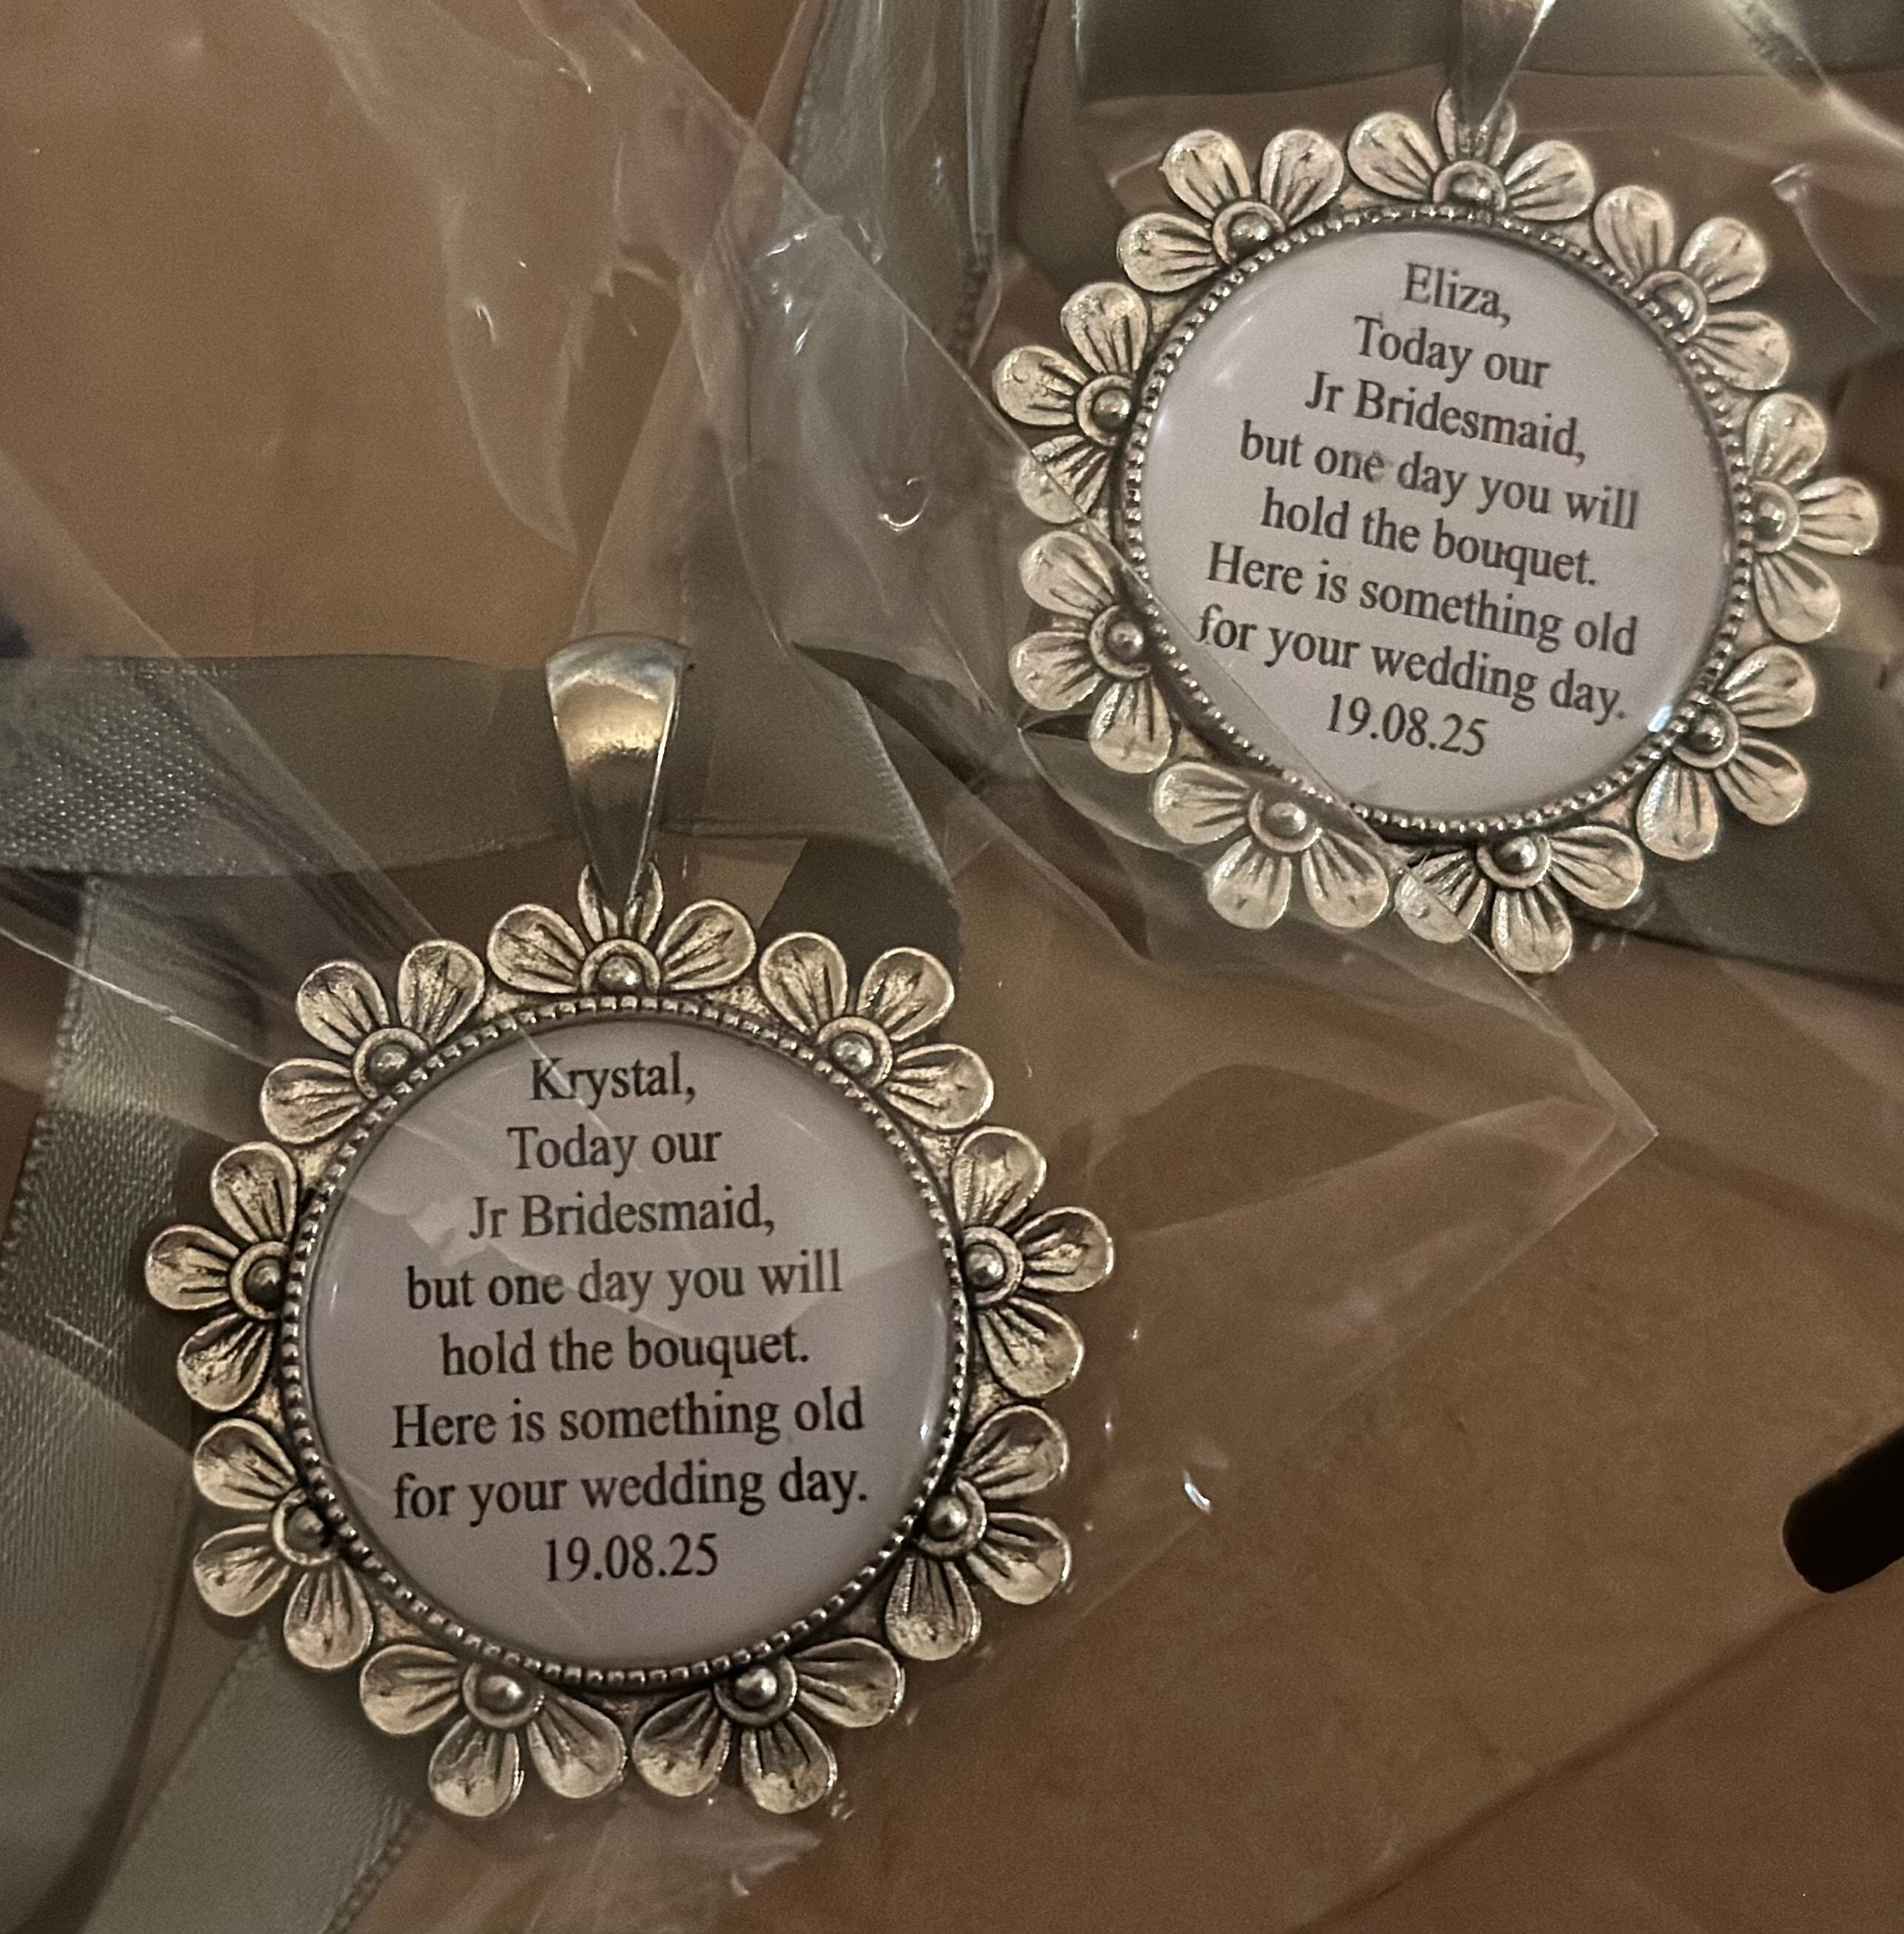 Eliza,
Today our
Jr Bridesmaid,
but one day you will
hold the bouquet.
Here is something old
for your wedding day.
19.08.25
Krystal,
Today our
Jr Bridesmaid,
but one day you will
hold the bouquet.
Here is something old
for your wedding day.
19.08.25